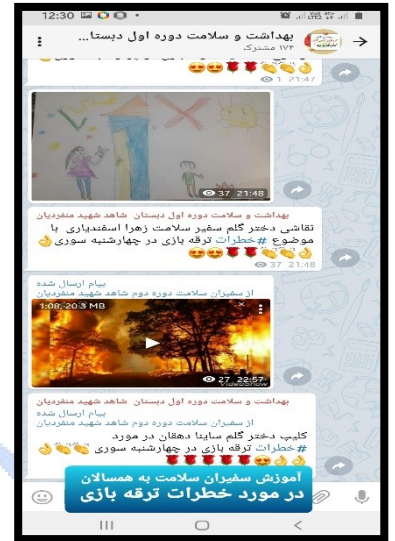 12:30
بهداشت و سلامت دوره اول دبستا...
۱۷۴ مشترک
21:47
37 21:48
بهداشت و سلامت دوره اول دبستان شاهد شهید منفردیان
نقاشی دختر گلم سفیر سلامت زهرا اسفندیاری با
موضوع #خطرات ترقه بازی در چهارشنبه سوری
37 21:48
پیام ارسال شده
از سفیران سلامت دوره دوم شاهد شهید منفردیان
1:08, 20.3 MB
27 22:57
VideoShow
بهداشت و سلامت دوره اول دبستان شاهد شهید منفردیان
پیام ارسال شده
از سفیران سلامت دوره دوم شاهد شهید منفردیان
کلیپ دختر گلم ساینا دهقان در مورد
#خطرات ترقه بازی در چهارشنبه سوری
آموزش سفیران سلامت به همسالان
در مورد خطرات ترقه بازی